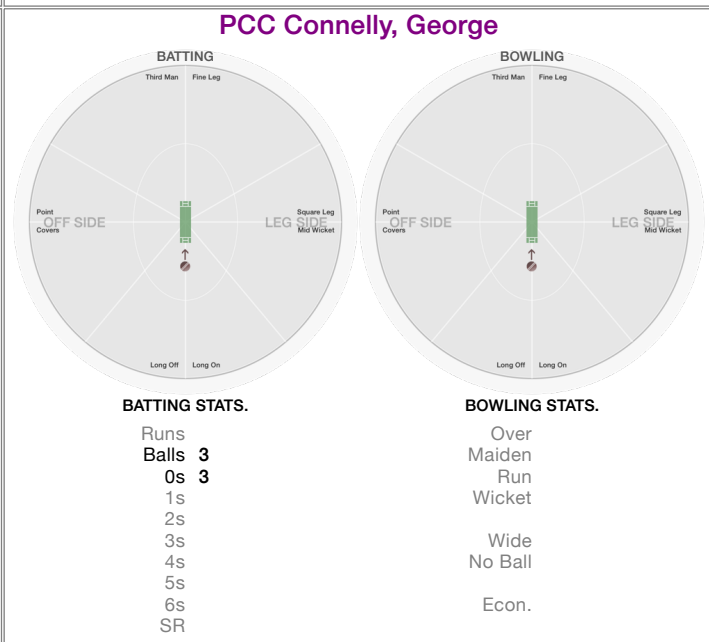 PCC Connelly, George
BATTING
Third Man Fine Leg
Point
OFF SIDE
Covers
Square Leg
LEG SIDE
Mid Wicket
Long Off Long On
BOWLING
Third Man Fine Leg
Point
OFF SIDE
Covers
Square Leg
LEG SIDE
Mid Wicket
Long Off Long On
BATTING STATS.
Runs
Balls 3
0s 3
1s
2s
3s
4s
5s
6s
SR
BOWLING STATS.
Over
Maiden
Run
Wicket
Wide
No Ball
Econ.